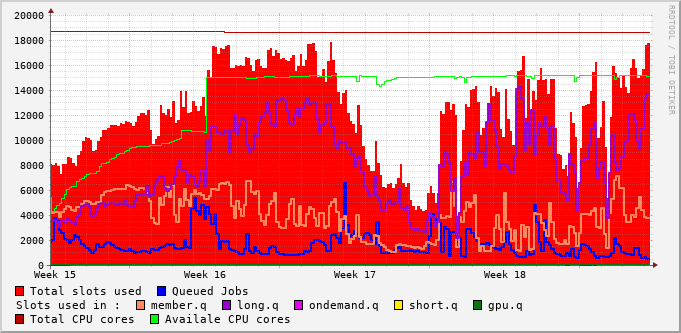 20000
18000
16000
14000
12000
10000
8000
6000
4000
2000
0
Week 15 Week 16 Week 17 Week 18
Total slots used Queued Jobs
Slots used in : member.q long.q ondemand.q short.q gpu.q
Total CPU cores Availale CPU cores
RRDTOOL / TOBI OETIKER